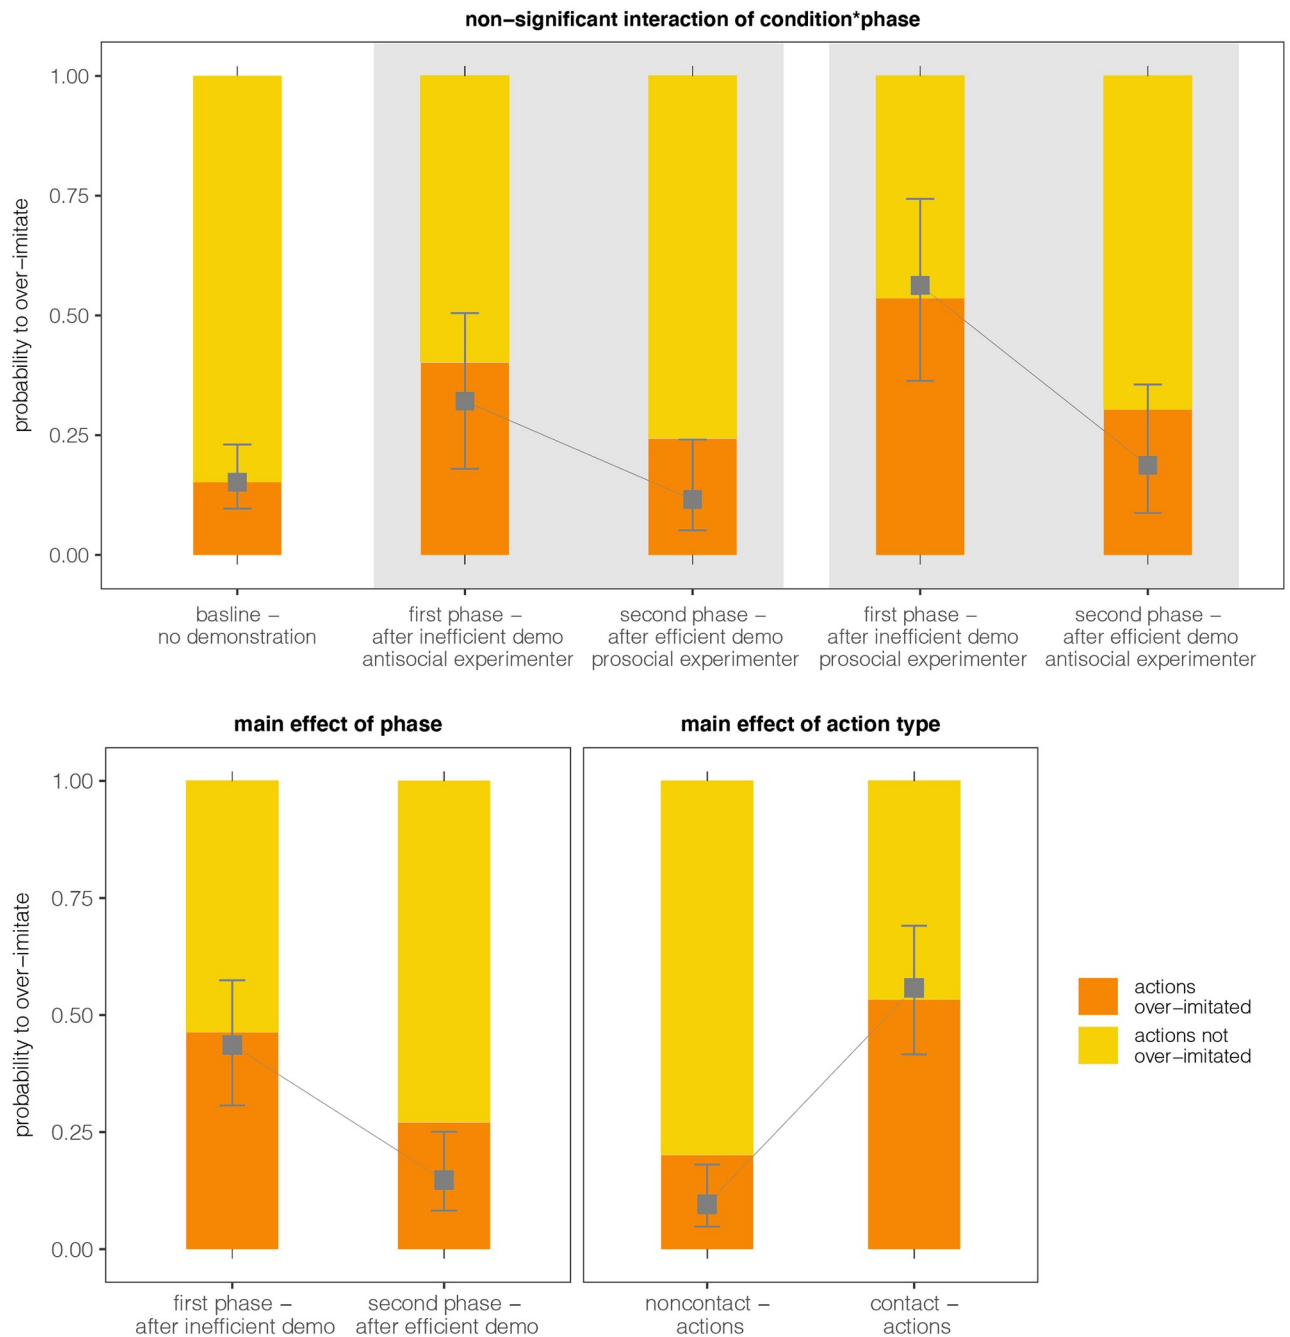 non–significant interaction of condition*phase
probability to over–imitate
1.00
0.75
0.50
0.25
0.00
basline –
no demonstration
first phase –
after inefficient demo
antisocial experimenter
second phase –
after efficient demo
prosocial experimenter
first phase –
after inefficient demo
prosocial experimenter
second phase –
after efficient demo
antisocial experimenter
main effect of phase
probability to over–imitate
1.00
0.75
0.50
0.25
0.00
first phase –
after inefficient demo
second phase –
after efficient demo
main effect of action type
noncontact –
actions
contact –
actions
actions
over–imitated
actions not
over–imitated